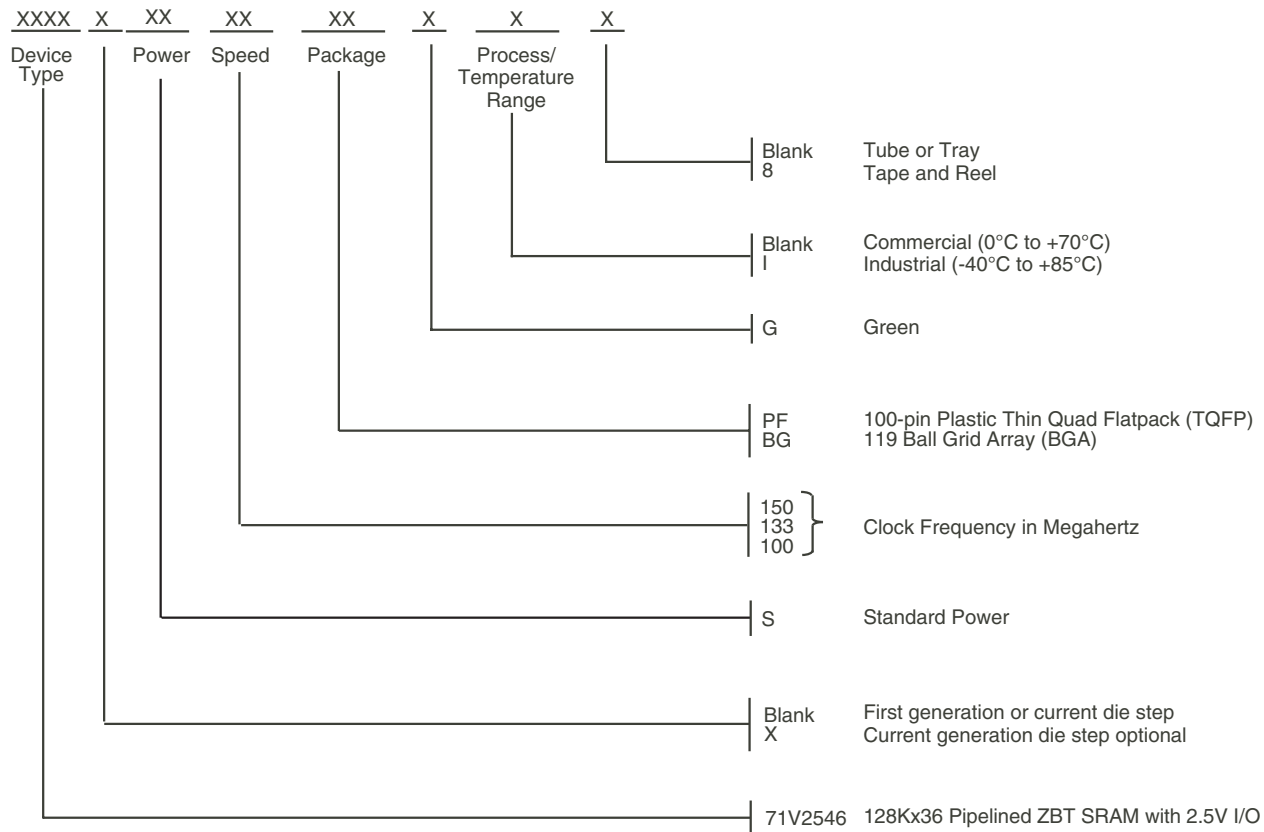 XXXX X XX XX XX X X X
Device Type
Power
Speed
Package
Process/
Temperature
Range
Blank Tube or Tray
8 Tape and Reel
Blank Commercial (0°C to +70°C)
I Industrial (-40°C to +85°C)
G Green
PF 100-pin Plastic Thin Quad Flatpack (TQFP)
BG 119 Ball Grid Array (BGA)
150
133 Clock Frequency in Megahertz
100
S Standard Power
Blank First generation or current die step
X Current generation die step optional
71V2546 128Kx36 Pipelined ZBT SRAM with 2.5V I/O